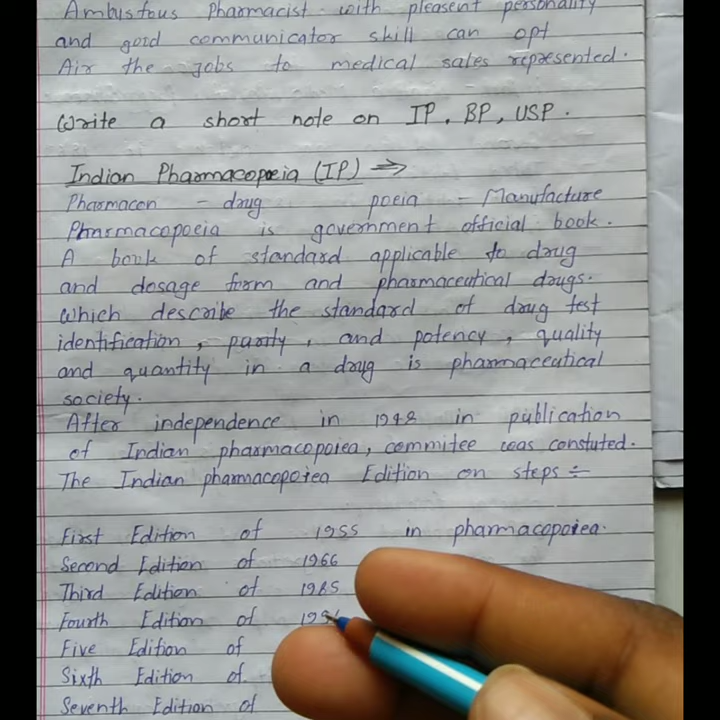 Ambustous Pharmacist with pleasent personality
and gord communicator skill can opt
Air the jobs to medical sales represented.
Write a short note on IP, BP, USP.
Indian Pharmacopoeia (IP) ⇒
Pharmacon - drug poeia - Manufacture
Pharmacopoeia is government official book.
A book of standard applicable to drug
and dosage form and pharmaceutical drugs.
which describe the standard of drug test
identification, purity, and potency, quality
and quantity in a drug is pharmaceutical
society.
After independence in 1948 in publication
of Indian pharmacopoiea, commitee was constuted.
The Indian pharmacopoiea Edition on steps ÷
First Edition of 1955 in pharmacopoiea.
Second Edition of 1966
Third Edition of 1985
Fourth Edition of
Five Edition of
Sixth Edition of
Seventh Edition of